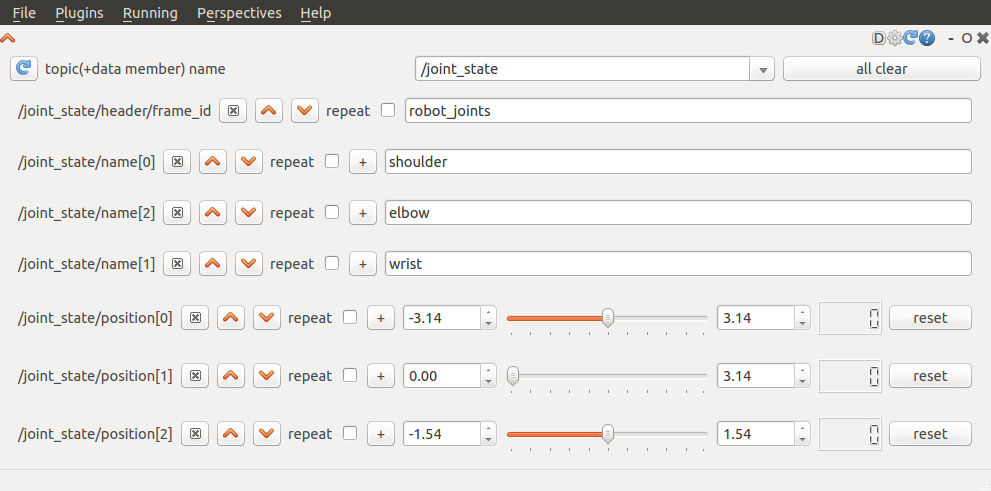 File Plugins Running Perspectives Help
D ? - O
topic(+data member) name /joint_state all clear
/joint_state/header/frame_id repeat robot_joints
/joint_state/name[0] repeat + shoulder
/joint_state/name[2] repeat + elbow
/joint_state/name[1] repeat + wrist
/joint_state/position[0] repeat + -3.14 3.14 0 reset
/joint_state/position[1] repeat + 0.00 3.14 0 reset
/joint_state/position[2] repeat + -1.54 1.54 0 reset